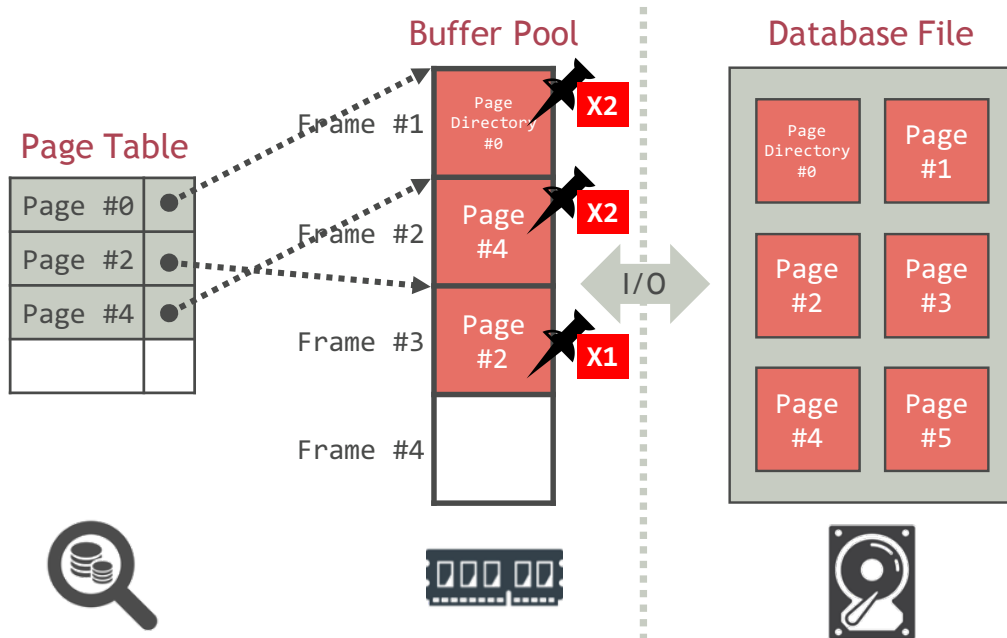 Page Table
Page #0
Page #2
Page #4
Buffer Pool
Frame #1
Page
Directory
#0
X2
Frame #2
Page
#4
X2
Frame #3
Page
#2
X1
Frame #4
I/O
Database File
Page
Directory
#0
Page
#1
Page
#2
Page
#3
Page
#4
Page
#5